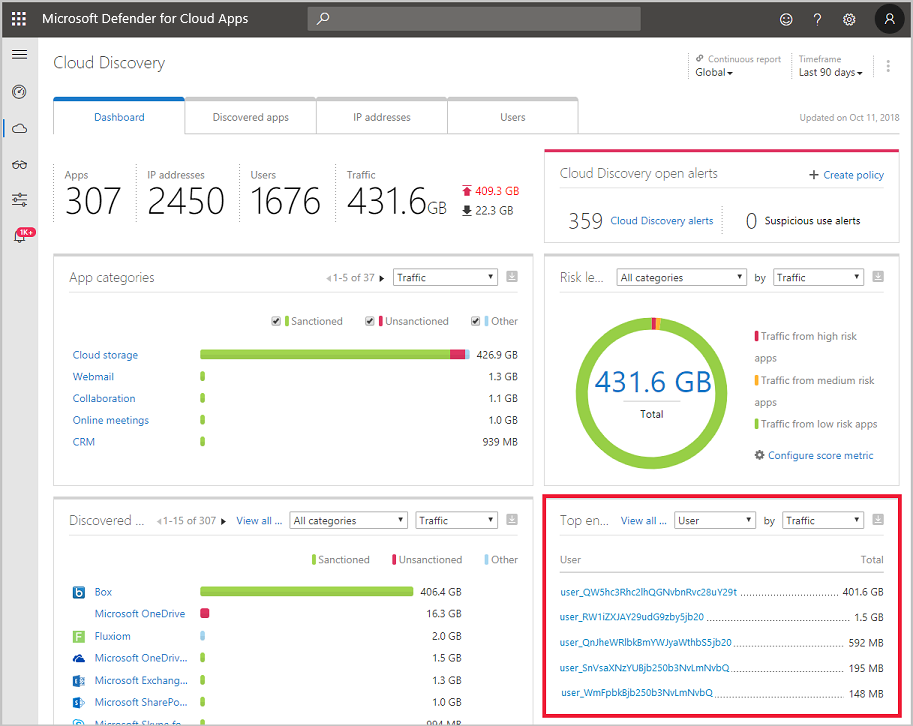 Microsoft Defender for Cloud Apps
?
A
Cloud Discovery
Continuous report
Global
Timeframe
Last 90 days
1K+
Dashboard
Discovered apps
IP addresses
Users
Updated on Oct 11, 2018
Apps
307
IP addresses
2450
Users
1676
Traffic
431.6GB
409.3 GB
22.3 GB
Cloud Discovery open alerts
+ Create policy
359 Cloud Discovery alerts
0 Suspicious use alerts
App categories
1-5 of 37
Traffic
Sanctioned
Unsanctioned
Other
Cloud storage 426.9 GB
Webmail 1.3 GB
Collaboration 1.1 GB
Online meetings 1.0 GB
CRM 939 MB
Risk le...
All categories
by
Traffic
431.6 GB
Total
Traffic from high risk
apps
Traffic from medium risk
apps
Traffic from low risk apps
Configure score metric
Discovered ...
1-15 of 307
View all ...
All categories
Traffic
Sanctioned
Unsanctioned
Other
Box 406.4 GB
Microsoft OneDrive 16.3 GB
Fluxiom 2.0 GB
Microsoft OneDriv... 1.5 GB
Microsoft Exchang... 1.3 GB
Microsoft SharePo... 1.0 GB
Microsoft Skype fo... 994 MB
Top en...
View all ...
User
by
Traffic
User Total
user_QW5hc3Rhc2lhQGNvbnRvc28uY29t 401.6 GB
user_RW1iZXJAY29udG9zby5jb20 1.5 GB
user_QnJheWRlbkBmYWJyaWthbS5jb20 592 MB
user_SnVsaXNzYUBjb250b3NvLmNvbQ 195 MB
user_WmFpbkBjb250b3NvLmNvbQ 148 MB